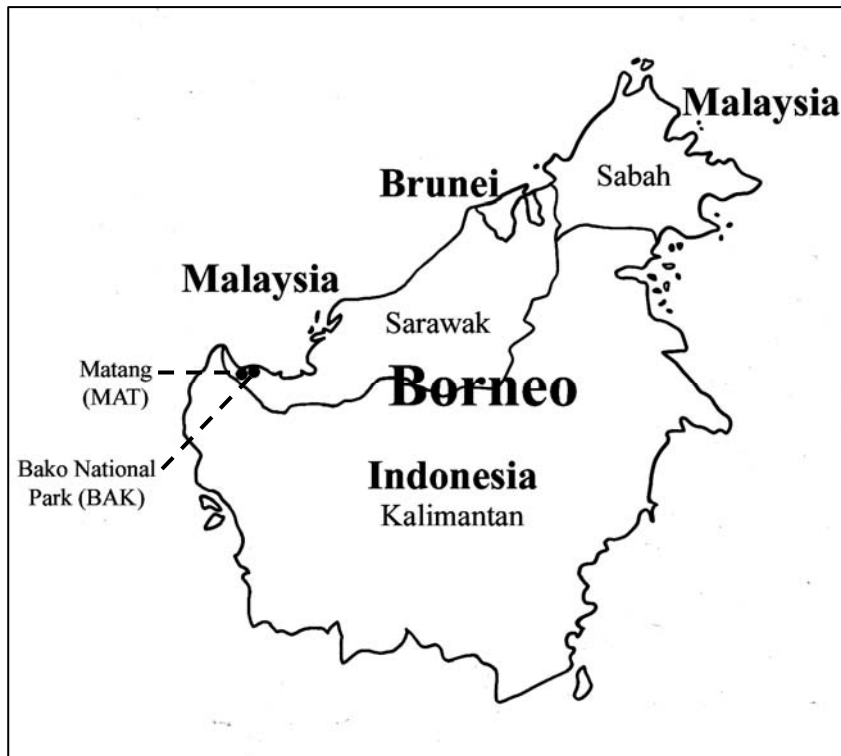 Malaysia
Sabah
Brunei
Malaysia
Sarawak
Matang
(MAT)
Borneo
Bako National
Park (BAK)
Indonesia
Kalimantan